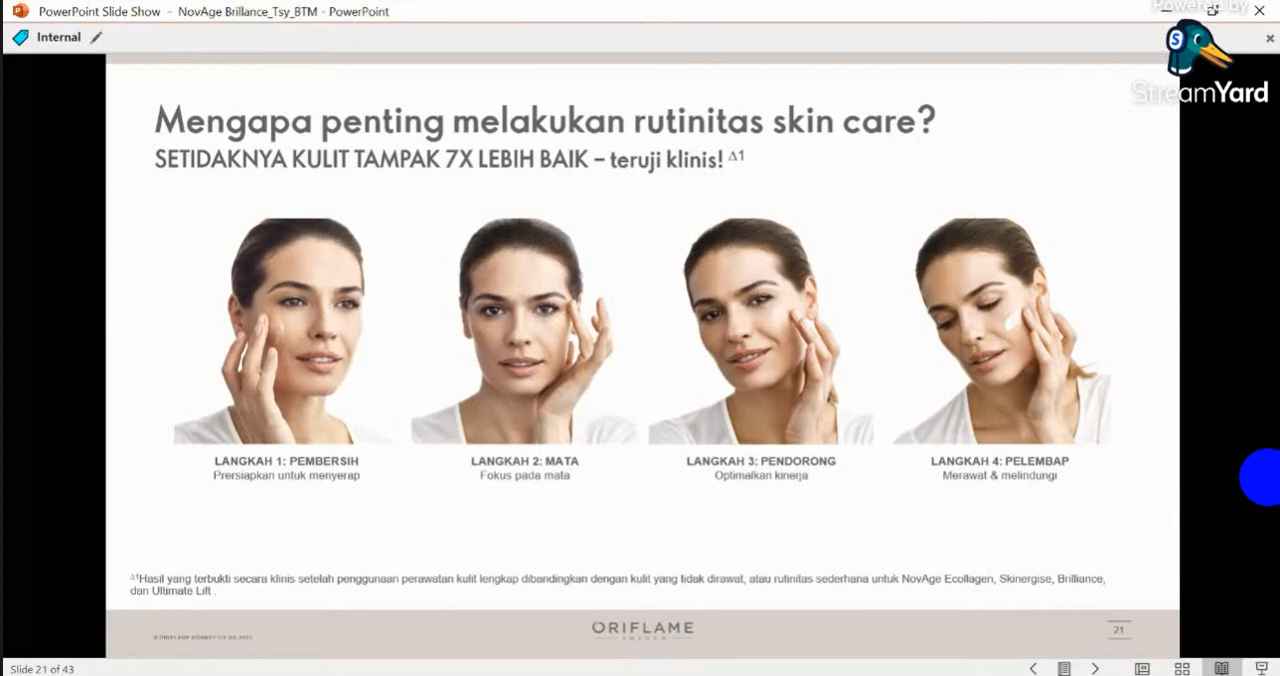 PowerPoint Slide Show - NovAge Brillance_Tsy_BTM - PowerPoint
Powered by
Internal
S
StreamYard
Mengapa penting melakukan rutinitas skin care?
SETIDAKNYA KULIT TAMPAK 7X LEBIH BAIK – teruji klinis! Δ1
LANGKAH 1: PEMBERSIH
Prersiapkan untuk menyerap
LANGKAH 2: MATA
Fokus pada mata
LANGKAH 3: PENDORONG
Optimalkan kinerja
LANGKAH 4: PELEMBAP
Merawat & melindungi
Δ1Hasil yang terbukti secara klinis setelah penggunaan perawatan kulit lengkap dibandingkan dengan kulit yang tidak dirawat, atau rutinitas sederhana untuk NovAge Ecollagen, Skinergise, Brilliance,
dan Ultimate Lift .
ORIFLAME
SWEDEN
21
Slide 21 of 43